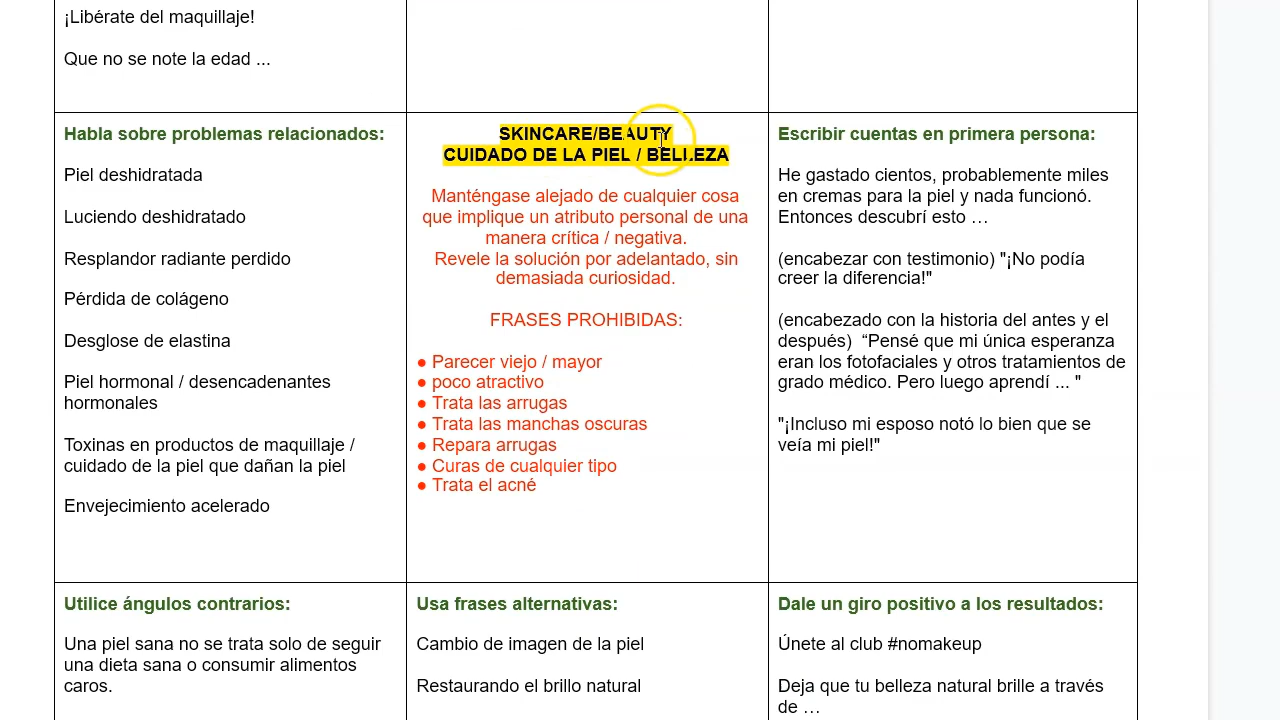 ¡Libérate del maquillaje!
Que no se note la edad ...
Habla sobre problemas relacionados:
Piel deshidratada
Luciendo deshidratado
Resplandor radiante perdido
Pérdida de colágeno
Desglose de elastina
Piel hormonal / desencadenantes
hormonales
Toxinas en productos de maquillaje /
cuidado de la piel que dañan la piel
Envejecimiento acelerado
SKINCARE/BEAUTY
CUIDADO DE LA PIEL / BELLEZA
Manténgase alejado de cualquier cosa
que implique un atributo personal de una
manera crítica / negativa.
Revele la solución por adelantado, sin
demasiada curiosidad.
FRASES PROHIBIDAS:
● Parecer viejo / mayor
● poco atractivo
● Trata las arrugas
● Trata las manchas oscuras
● Repara arrugas
● Curas de cualquier tipo
● Trata el acné
Escribir cuentas en primera persona:
He gastado cientos, probablemente miles
en cremas para la piel y nada funcionó.
Entonces descubrí esto …
(encabezar con testimonio) "¡No podía
creer la diferencia!"
(encabezado con la historia del antes y el
después) “Pensé que mi única esperanza
eran los fotofaciales y otros tratamientos de
grado médico. Pero luego aprendí ... "
"¡Incluso mi esposo notó lo bien que se
veía mi piel!"
Utilice ángulos contrarios:
Una piel sana no se trata solo de seguir
una dieta sana o consumir alimentos
caros.
Usa frases alternativas:
Cambio de imagen de la piel
Restaurando el brillo natural
Dale un giro positivo a los resultados:
Únete al club #nomakeup
Deja que tu belleza natural brille a través
de …